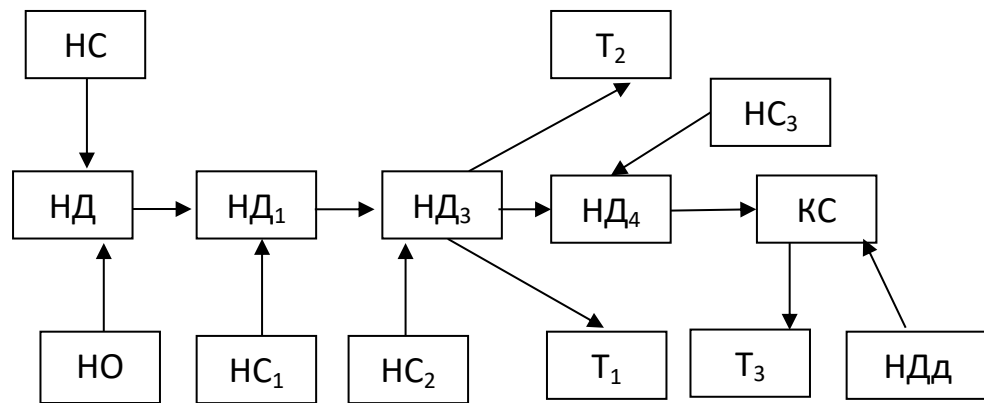 НС
Т₂
НС₃
НД
НД₁
НД₃
НД₄
КС
НО
НС₁
НС₂
Т₁
Т₃
НДд